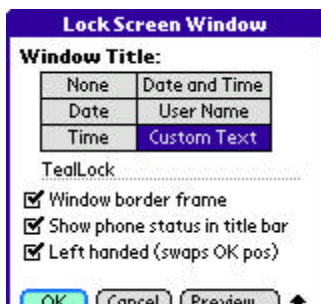 Lock Screen Window
Window Title:
None Date and Time
Date User Name
Time Custom Text
TealLock
Window border frame
Show phone status in title bar
Left handed (swaps OK pos)
OK Cancel Preview